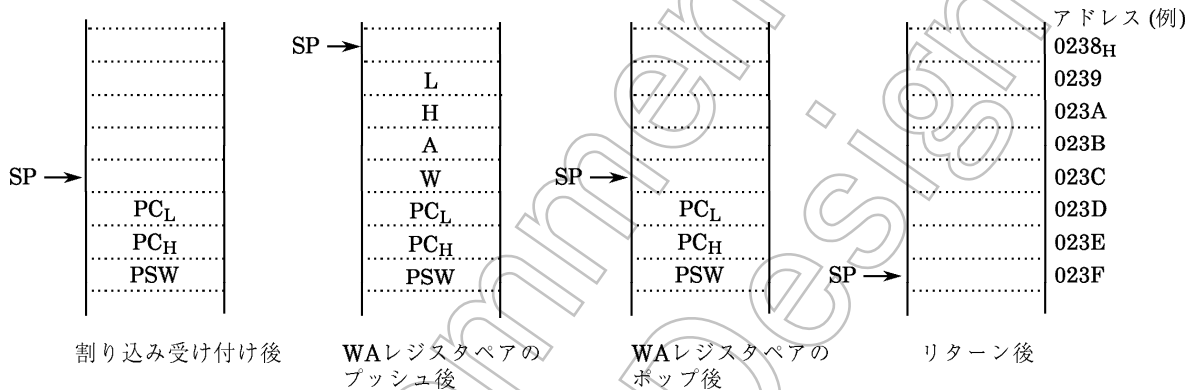 アドレス (例)
SP
0238H
L
0239
H
023A
A
023B
SP
W
SP
023C
PCL
PCL
PCL
023D
PCH
PCH
PCH
023E
PSW
PSW
PSW
SP
023F
割り込み受け付け後
WAレジスタペアの
プッシュ後
WAレジスタペアの
ポップ後
リターン後